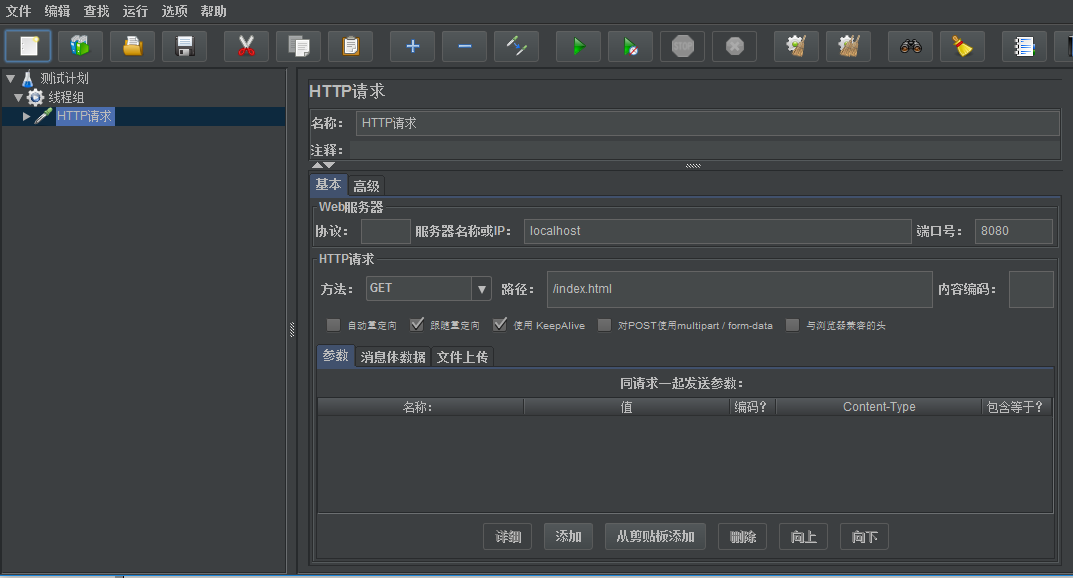 文件 编辑 查找 运行 选项 帮助
STOP
测试计划
线程组
HTTP请求
HTTP请求
名称： HTTP请求
注释：
基本 高级
Web服务器
协议： 服务器名称或IP： localhost 端口号： 8080
HTTP请求
方法： GET 路径： /index.html 内容编码：
自动重定向 跟随重定向 使用 KeepAlive 对POST使用multipart / form-data 与浏览器兼容的头
参数 消息体数据 文件上传
同请求一起发送参数：
名称： 值 编码？ Content-Type 包含等于？
详细 添加 从剪贴板添加 删除 向上 向下